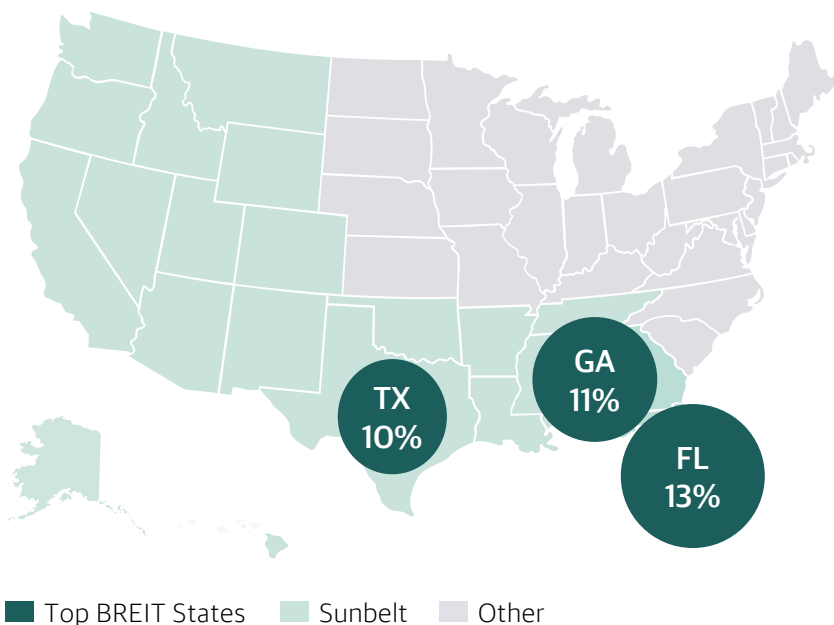 TX
10%
GA
11%
FL
13%
Top BREIT States
Sunbelt
Other